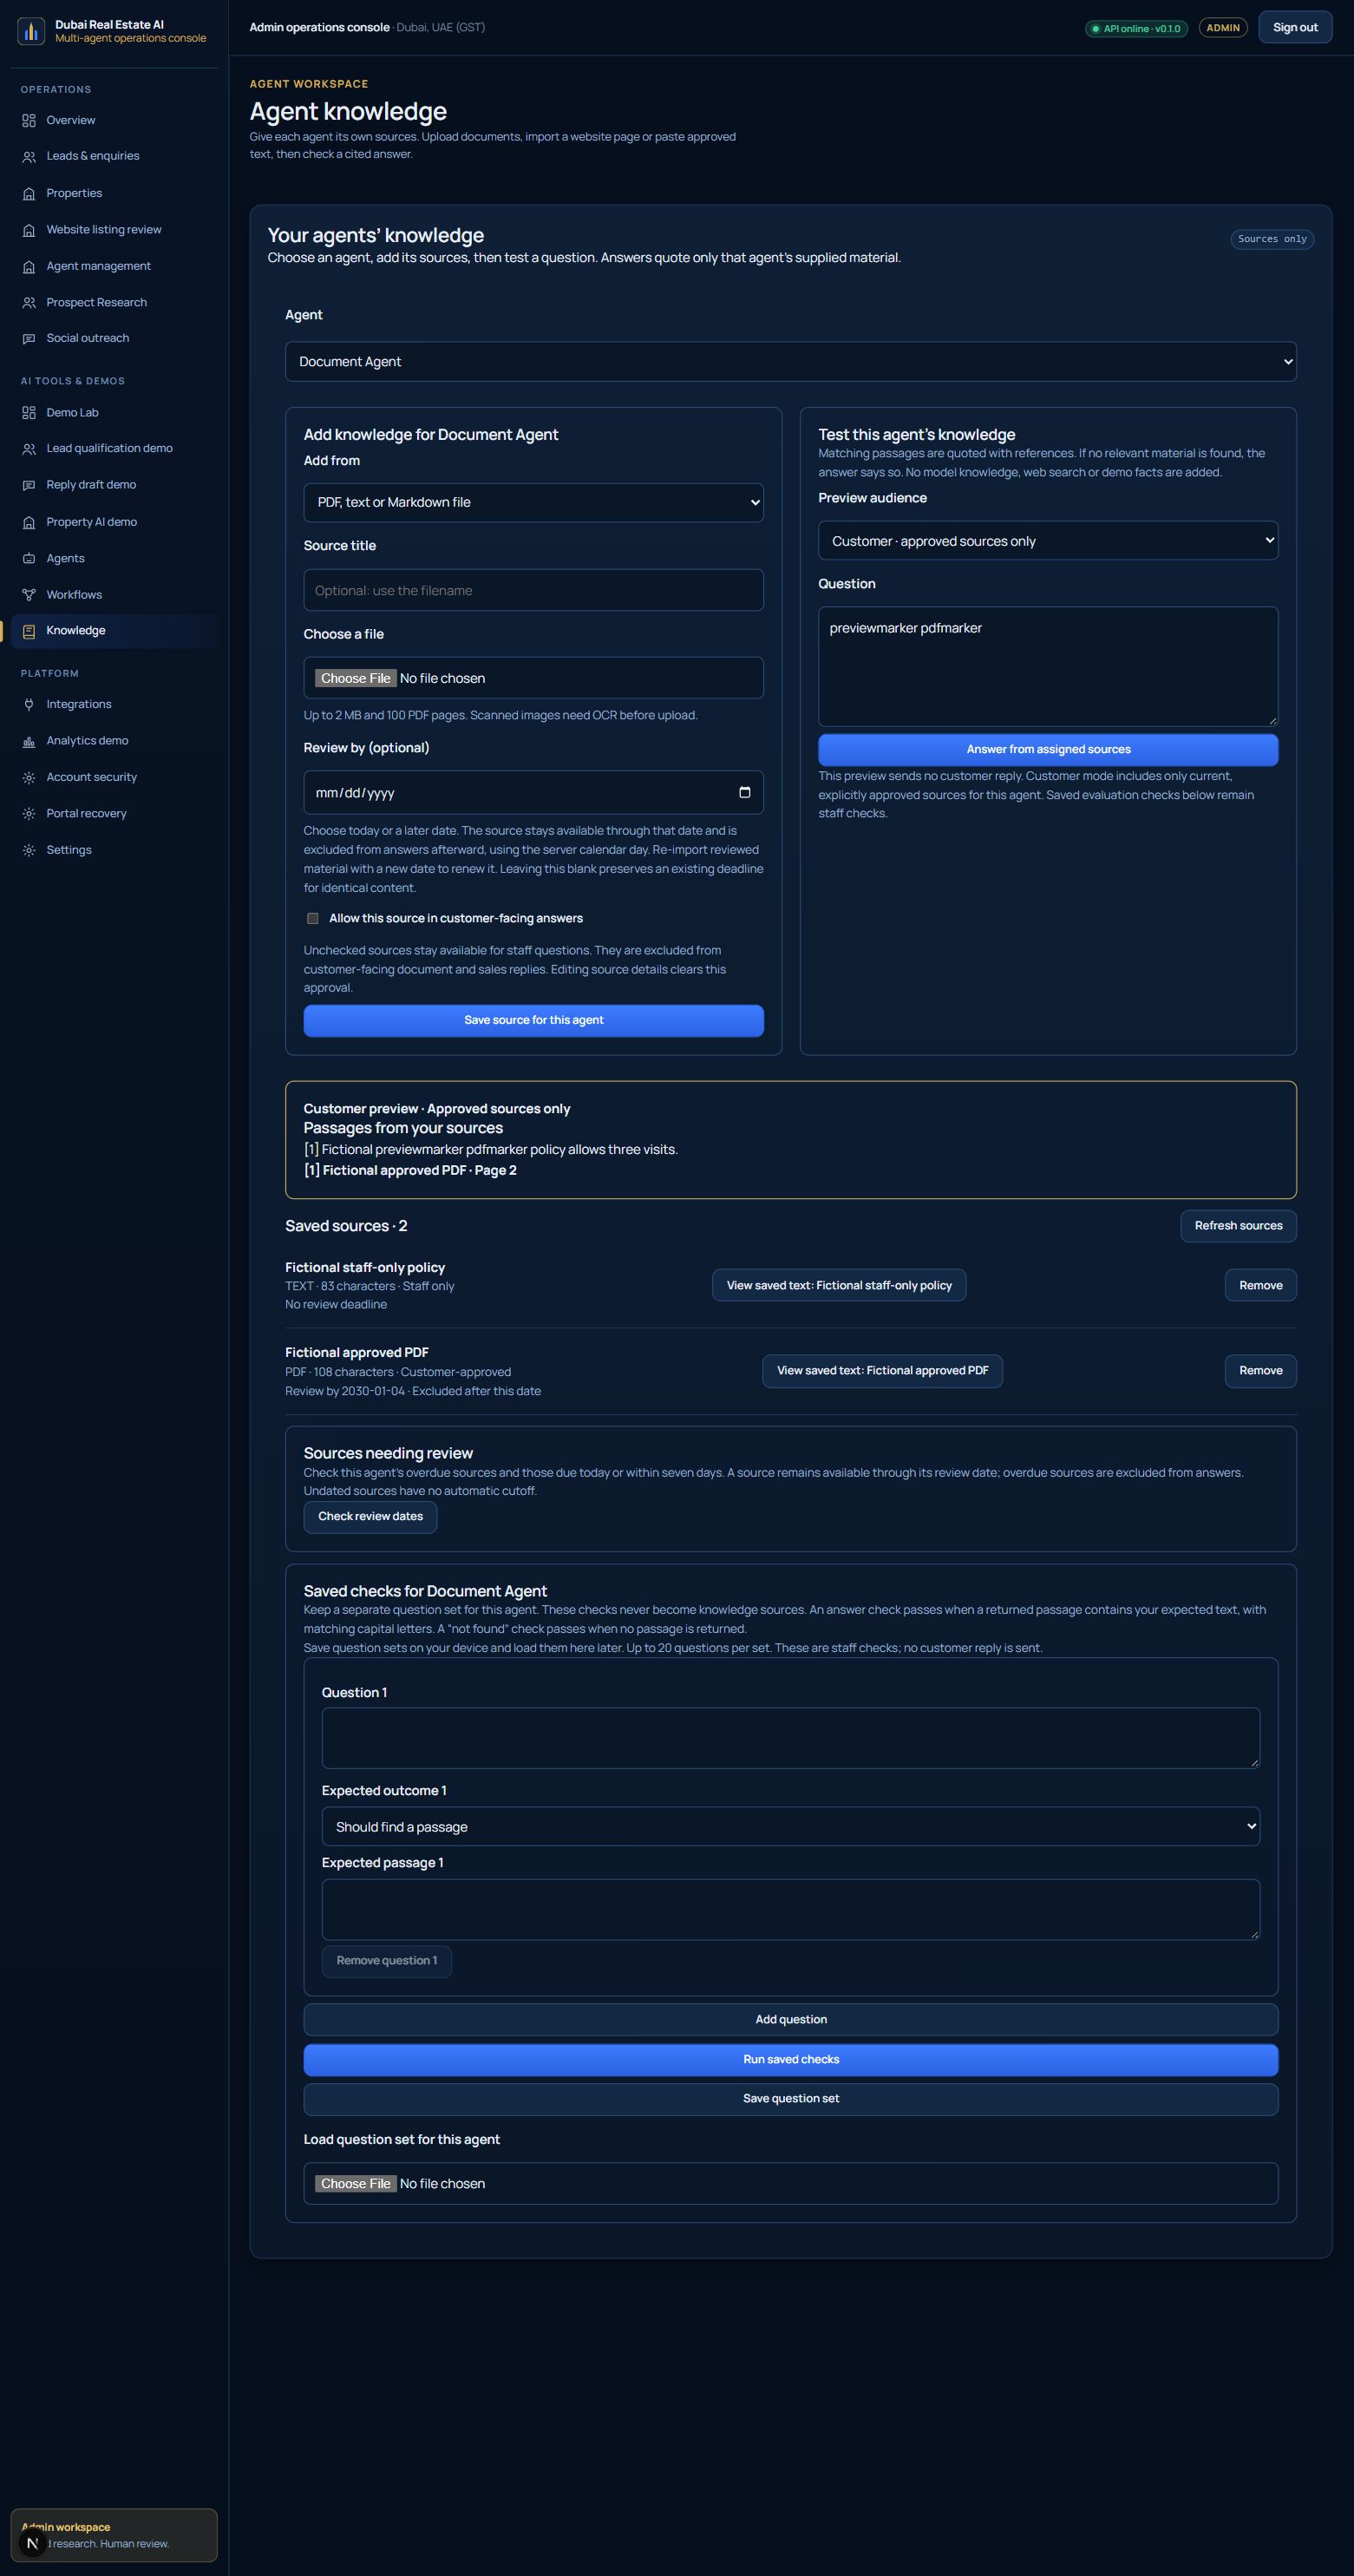 Dubai Real Estate AI
Multi-agent operations console
OPERATIONS
Overview
Leads & enquiries
Properties
Website listing review
Agent management
Prospect Research
Social outreach
AI TOOLS & DEMOS
Demo Lab
Lead qualification demo
Reply draft demo
Property AI demo
Agents
Workflows
Knowledge
PLATFORM
Integrations
Analytics demo
Account security
Portal recovery
Settings
Admin workspace
research. Human review.
N
Admin operations console · Dubai, UAE (GST)
API online · v0.1.0
ADMIN
Sign out
AGENT WORKSPACE
Agent knowledge
Give each agent its own sources. Upload documents, import a website page or paste approved
text, then check a cited answer.
Your agents’ knowledge
Choose an agent, add its sources, then test a question. Answers quote only that agent’s supplied material.
Sources only
Agent
Document Agent
Add knowledge for Document Agent
Add from
PDF, text or Markdown file
Source title
Optional: use the filename
Choose a file
Choose File No file chosen
Up to 2 MB and 100 PDF pages. Scanned images need OCR before upload.
Review by (optional)
mm/dd/yyyy
Choose today or a later date. The source stays available through that date and is
excluded from answers afterward, using the server calendar day. Re-import reviewed
material with a new date to renew it. Leaving this blank preserves an existing deadline
for identical content.
Allow this source in customer-facing answers
Unchecked sources stay available for staff questions. They are excluded from
customer-facing document and sales replies. Editing source details clears this
approval.
Save source for this agent
Test this agent’s knowledge
Matching passages are quoted with references. If no relevant material is found, the
answer says so. No model knowledge, web search or demo facts are added.
Preview audience
Customer · approved sources only
Question
previewmarker pdfmarker
Answer from assigned sources
This preview sends no customer reply. Customer mode includes only current,
explicitly approved sources for this agent. Saved evaluation checks below remain
staff checks.
Customer preview · Approved sources only
Passages from your sources
[1] Fictional previewmarker pdfmarker policy allows three visits.
[1] Fictional approved PDF · Page 2
Saved sources · 2
Refresh sources
Fictional staff-only policy
TEXT · 83 characters · Staff only
No review deadline
View saved text: Fictional staff-only policy
Remove
Fictional approved PDF
PDF · 108 characters · Customer-approved
Review by 2030-01-04 · Excluded after this date
View saved text: Fictional approved PDF
Remove
Sources needing review
Check this agent’s overdue sources and those due today or within seven days. A source remains available through its review date; overdue sources are excluded from answers.
Undated sources have no automatic cutoff.
Check review dates
Saved checks for Document Agent
Keep a separate question set for this agent. These checks never become knowledge sources. An answer check passes when a returned passage contains your expected text, with
matching capital letters. A “not found” check passes when no passage is returned.
Save question sets on your device and load them here later. Up to 20 questions per set. These are staff checks; no customer reply is sent.
Question 1
Expected outcome 1
Should find a passage
Expected passage 1
Remove question 1
Add question
Run saved checks
Save question set
Load question set for this agent
Choose File No file chosen